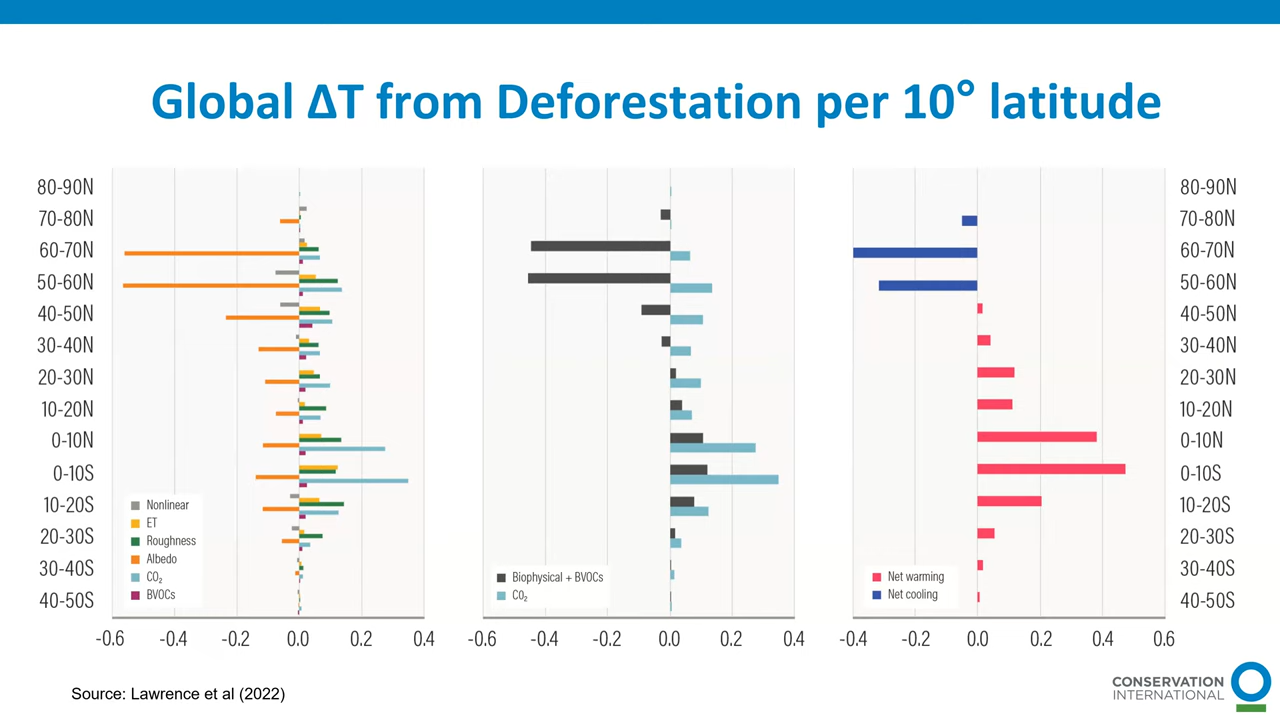 Global ΔT from Deforestation per 10° latitude
80-90N
70-80N
60-70N
50-60N
40-50N
30-40N
20-30N
10-20N
0-10N
0-10S
10-20S
20-30S
30-40S
40-50S
Nonlinear
ET
Roughness
Albedo
CO₂
BVOCs
-0.6 -0.4 -0.2 0.0 0.2 0.4
Biophysical + BVOCs
CO₂
-0.6 -0.4 -0.2 0.0 0.2 0.4
Net warming
Net cooling
-0.4 -0.2 0.0 0.2 0.4 0.6
80-90N
70-80N
60-70N
50-60N
40-50N
30-40N
20-30N
10-20N
0-10N
0-10S
10-20S
20-30S
30-40S
40-50S
Source: Lawrence et al (2022)
CONSERVATION
INTERNATIONAL